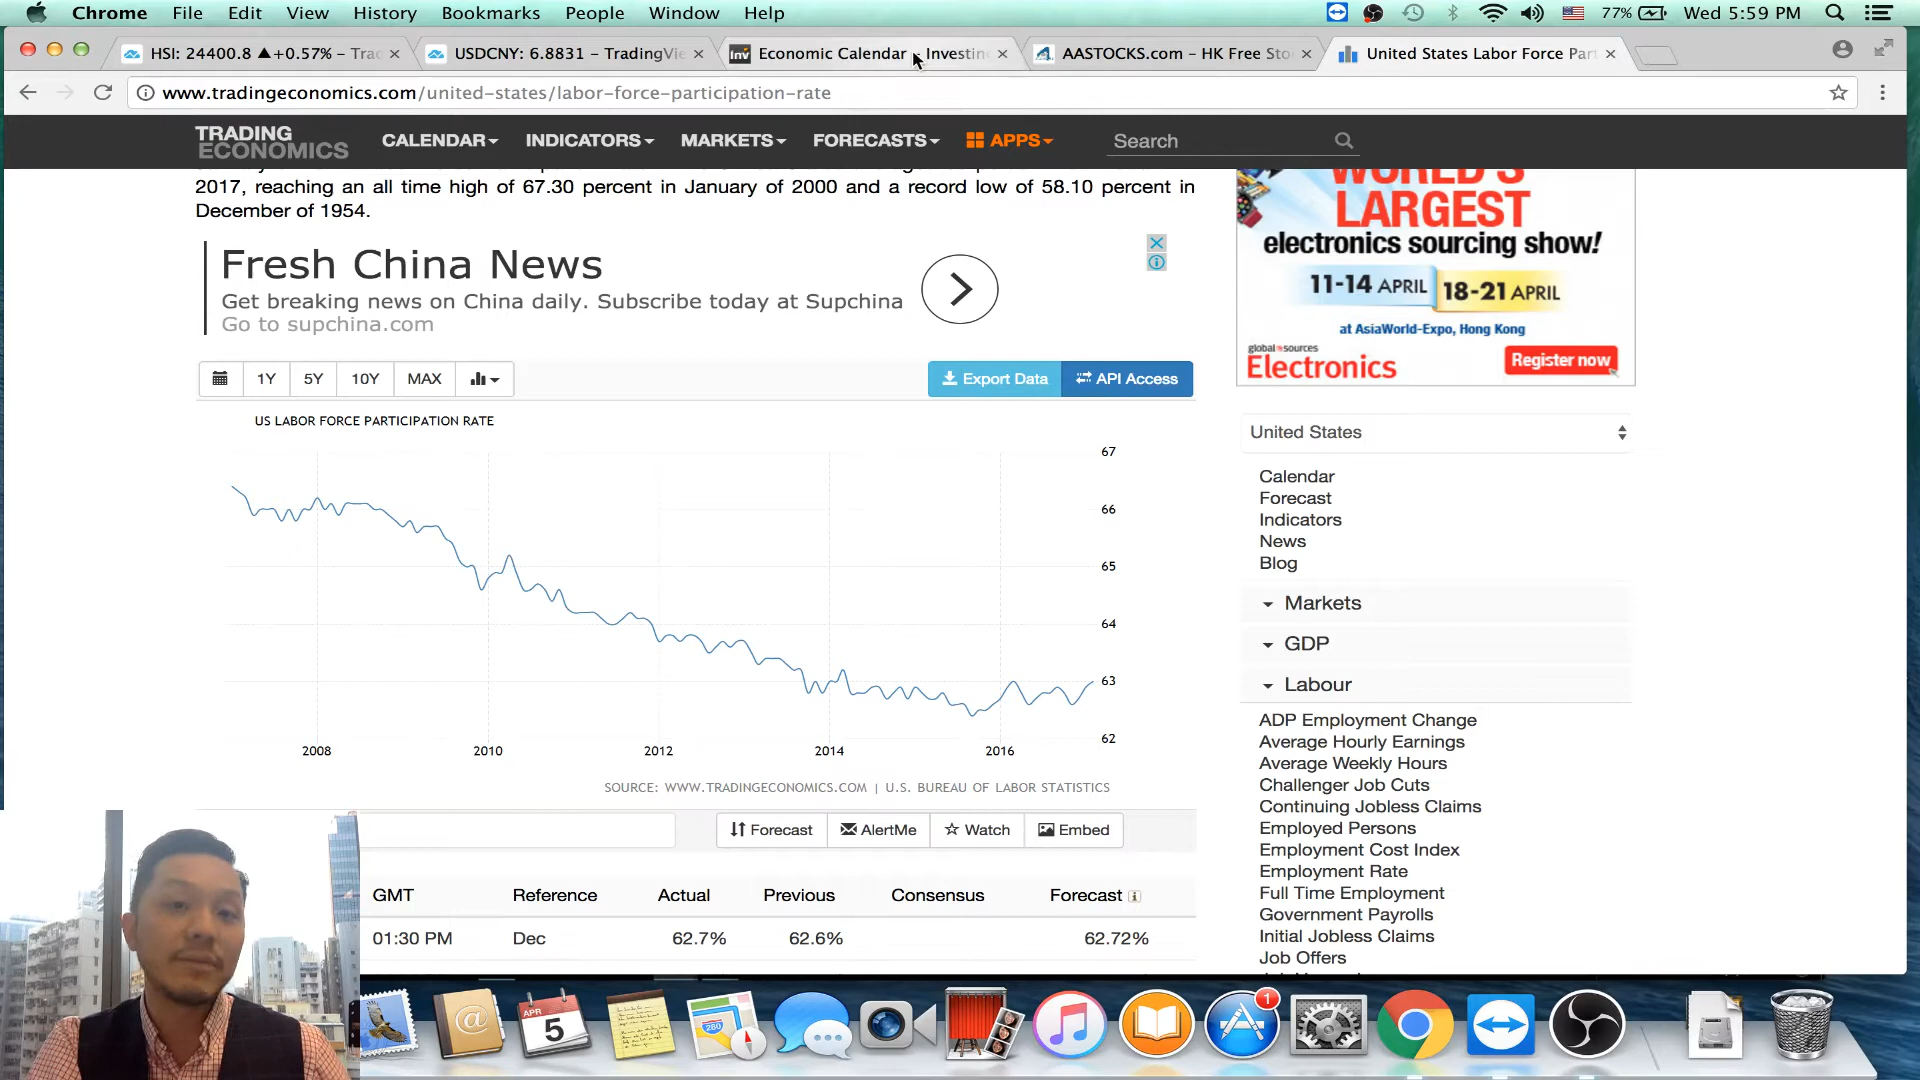 Chrome File Edit View History Bookmarks People Window Help 77% Wed 5:59 PM
HSI: 24400.8 ▲+0.57% - Tra
USDCNY: 6.8831 - TradingVie
Inv Economic Calendar - Investin
AASTOCKS.com - HK Free Sto
United States Labor Force Par
www.tradingeconomics.com/united-states/labor-force-participation-rate
TRADING ECONOMICS
CALENDAR INDICATORS MARKETS FORECASTS APPS Search
2017, reaching an all time high of 67.30 percent in January of 2000 and a record low of 58.10 percent in
December of 1954.
Fresh China News
Get breaking news on China daily. Subscribe today at Supchina
Go to supchina.com
WORLD'S
LARGEST
electronics sourcing show!
11-14 APRIL 18-21 APRIL
at AsiaWorld-Expo, Hong Kong
global sources
Electronics
Register now
1Y 5Y 10Y MAX
Export Data API Access
US LABOR FORCE PARTICIPATION RATE
67
66
65
64
63
62
2008 2010 2012 2014 2016
SOURCE: WWW.TRADINGECONOMICS.COM | U.S. BUREAU OF LABOR STATISTICS
Forecast AlertMe Watch Embed
GMT Reference Actual Previous Consensus Forecast
01:30 PM Dec 62.7% 62.6% 62.72%
United States
Calendar
Forecast
Indicators
News
Blog
Markets
GDP
Labour
ADP Employment Change
Average Hourly Earnings
Average Weekly Hours
Challenger Job Cuts
Continuing Jobless Claims
Employed Persons
Employment Cost Index
Employment Rate
Full Time Employment
Government Payrolls
Initial Jobless Claims
Job Offers
APR
5
280
1